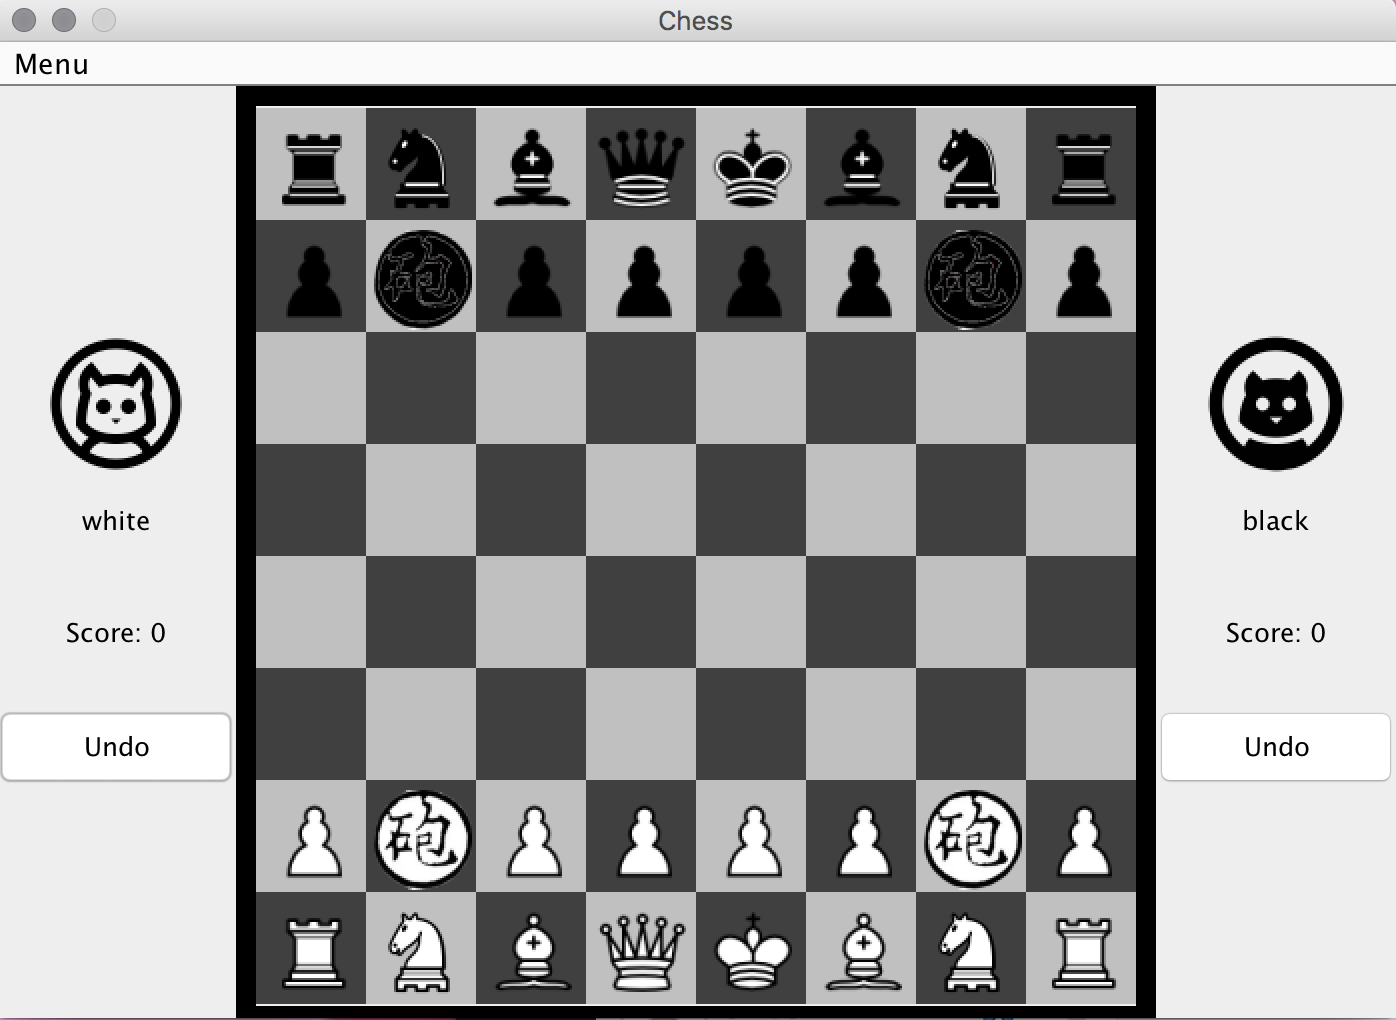 Chess
Menu
砲 砲
white
black
Score: 0
Score: 0
Undo
Undo
砲 砲